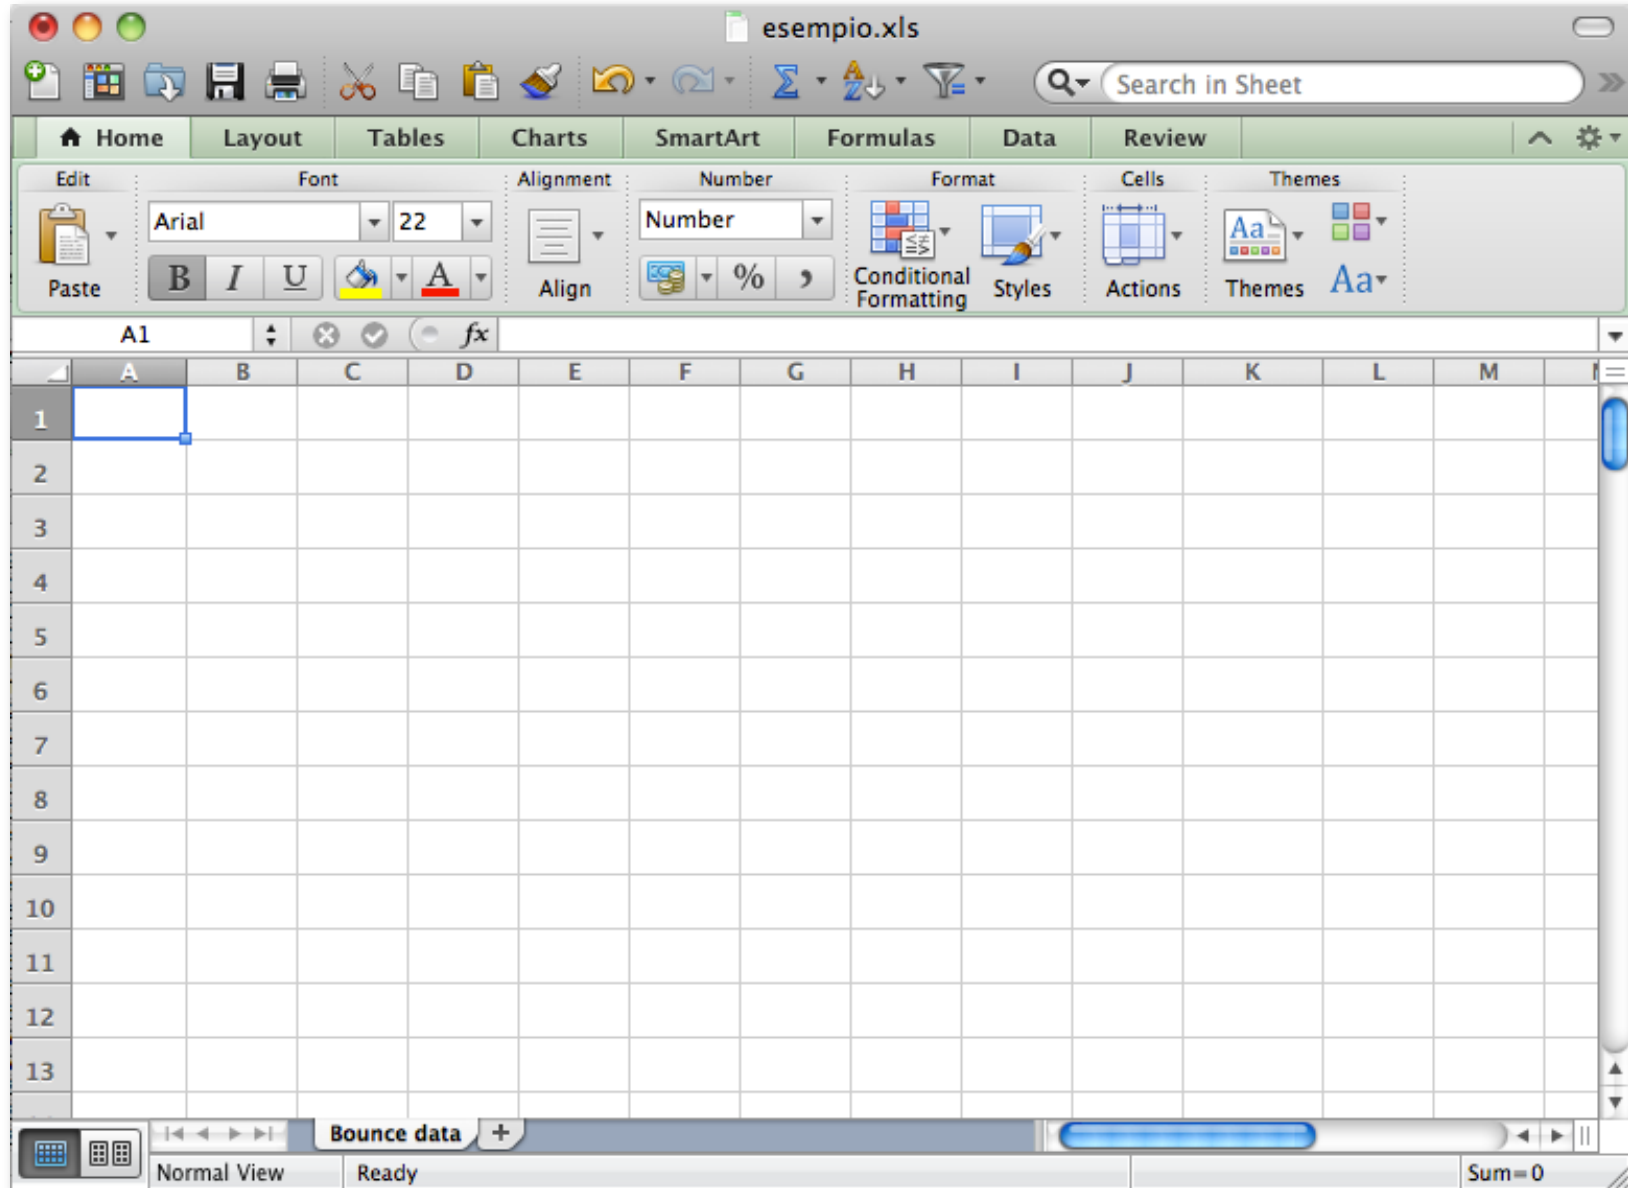 esempio.xls
Search in Sheet
Home Layout Tables Charts SmartArt Formulas Data Review
Edit Font Alignment Number Format Cells Themes
Arial 22 Number
Aa
B I U A % , Aa
Paste Align Conditional Formatting Styles Actions Themes
A1 fx
A B C D E F G H I J K L M
1
2
3
4
5
6
7
8
9
10
11
12
13
Bounce data +
Normal View Ready Sum=0